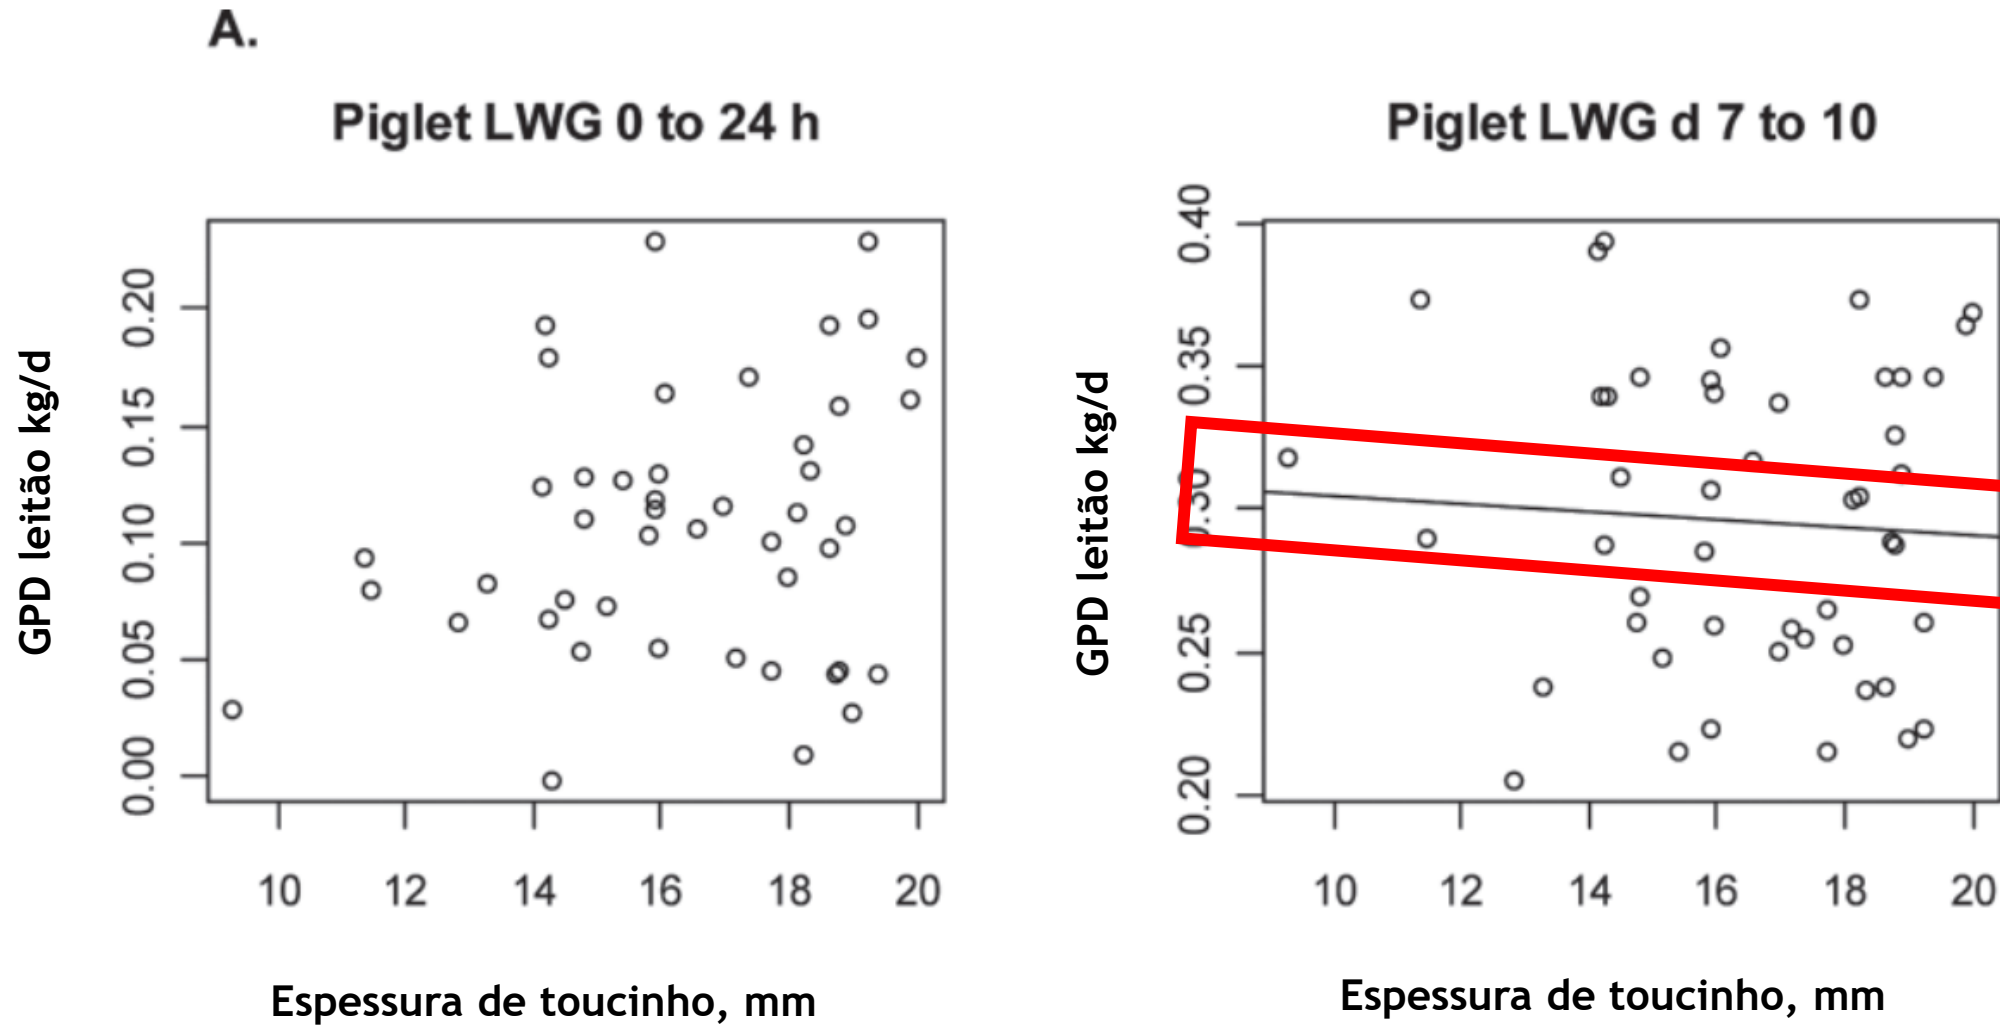 A.
Piglet LWG 0 to 24 h
GPD leitão kg/d
0.20
0.15
0.10
0.05
0.00
10 12 14 16 18 20
Espessura de toucinho, mm
Piglet LWG d 7 to 10
GPD leitão kg/d
0.40
0.35
0.25
0.20
10 12 14 16 18 20
Espessura de toucinho, mm